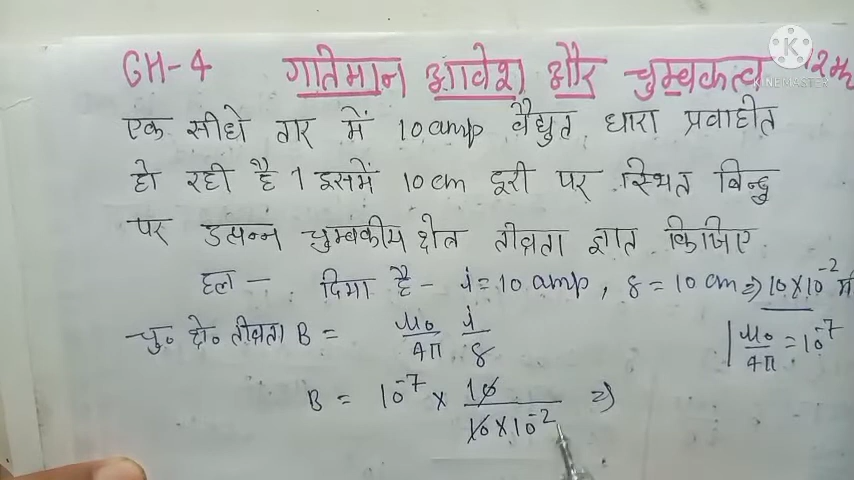 CH-4 गतिमान आवेश और चुम्बकत्व
KINEMASTER
एक सीधे तार में 10 amp वैद्युत धारा प्रवाहीत
हो रही है । इसमें 10 cm दूरी पर स्थित बिन्दु
पर उत्पन्न चुम्बकीय क्षेत्र तीव्रता ज्ञात किजिए
हल - दिया है - i = 10 amp, r = 10 cm ⇒ 10×10⁻² मी
चु० क्षे० तीव्रता B = μ₀/4π i/r | μ₀/4π = 10⁻⁷
B = 10⁻⁷ × 10/10×10⁻² ⇒